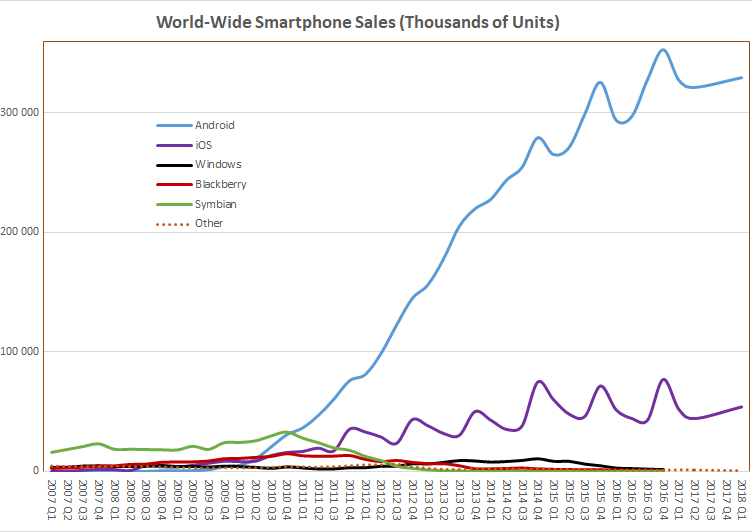 World-Wide Smartphone Sales (Thousands of Units)
300 000
200 000
100 000
0
Android
iOS
Windows
Blackberry
Symbian
Other
2007 Q1
2007 Q2
2007 Q3
2007 Q4
2008 Q1
2008 Q2
2008 Q3
2008 Q4
2009 Q1
2009 Q2
2009 Q3
2009 Q4
2010 Q1
2010 Q2
2010 Q3
2010 Q4
2011 Q1
2011 Q2
2011 Q3
2011 Q4
2012 Q1
2012 Q2
2012 Q3
2012 Q4
2013 Q1
2013 Q2
2013 Q3
2013 Q4
2014 Q1
2014 Q2
2014 Q3
2014 Q4
2015 Q1
2015 Q2
2015 Q3
2015 Q4
2016 Q1
2016 Q2
2016 Q3
2016 Q4
2017 Q1
2017 Q2
2017 Q3
2017 Q4
2018 Q1